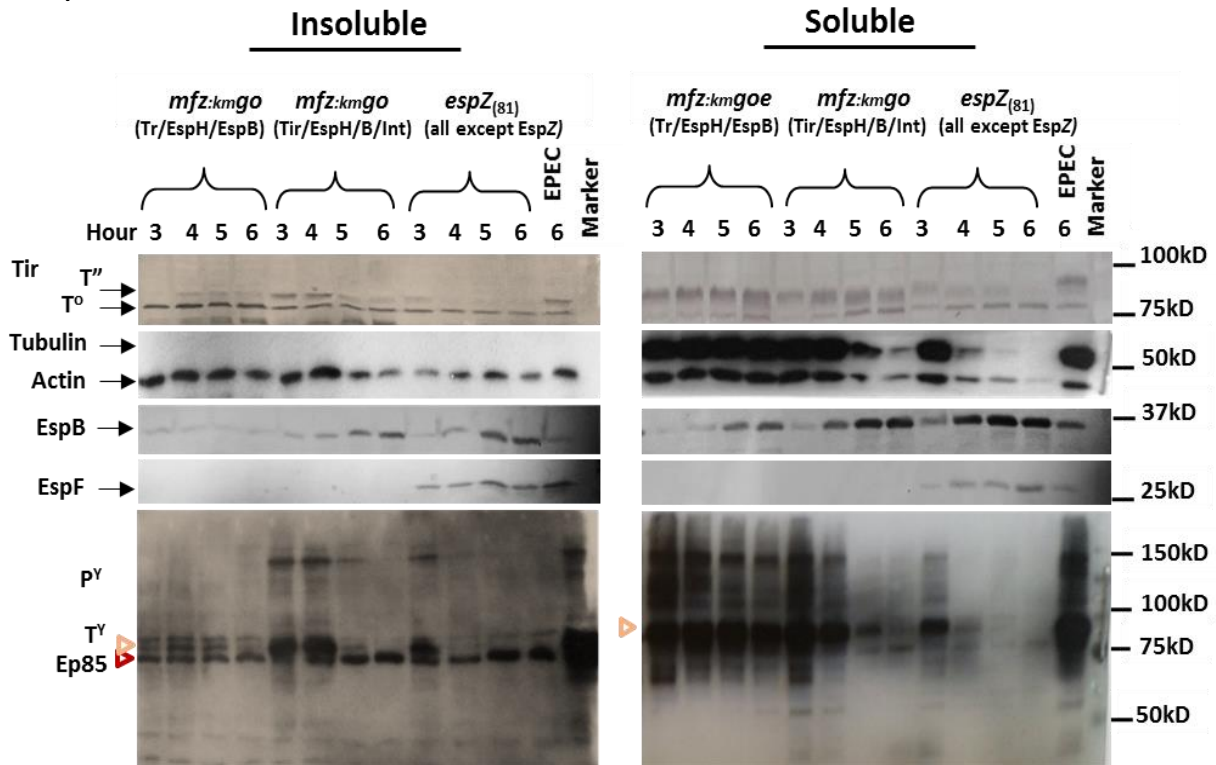 Insoluble
Soluble
mfz:kmgo mfz:kmgo espZ(81)
(Tr/EspH/EspB) (Tir/EspH/B/Int) (all except EspZ)
EPEC
Marker
mfz:kmgoe mfz:kmgo espZ(81)
(Tr/EspH/EspB) (Tir/EspH/B/Int) (all except EspZ)
EPEC
Marker
Hour 3 4 5 6 3 4 5 6 3 4 5 6 6
3 4 5 6 3 4 5 6 3 4 5 6 6
Tir
T”
Tº
Tubulin
Actin
EspB
EspF
Pᵞ
Tᵞ
Ep85
100kD
75kD
50kD
37kD
25kD
150kD
100kD
75kD
50kD